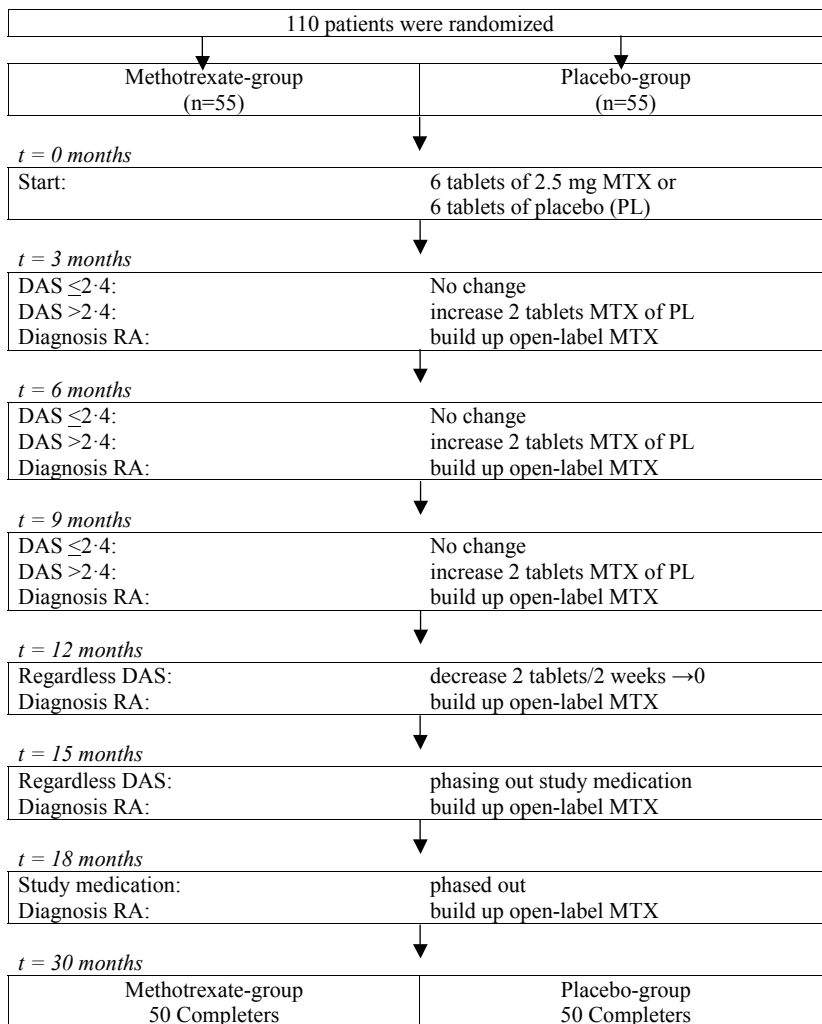 110 patients were randomized
Methotrexate-group Placebo-group
(n=55) (n=55)
t = 0 months
Start: 6 tablets of 2.5 mg MTX or
6 tablets of placebo (PL)
t = 3 months
DAS ≤2·4: No change
DAS >2·4: increase 2 tablets MTX of PL
Diagnosis RA: build up open-label MTX
t = 6 months
DAS ≤2·4: No change
DAS >2·4: increase 2 tablets MTX of PL
Diagnosis RA: build up open-label MTX
t = 9 months
DAS ≤2·4: No change
DAS >2·4: increase 2 tablets MTX of PL
Diagnosis RA: build up open-label MTX
t = 12 months
Regardless DAS: decrease 2 tablets/2 weeks →0
Diagnosis RA: build up open-label MTX
t = 15 months
Regardless DAS: phasing out study medication
Diagnosis RA: build up open-label MTX
t = 18 months
Study medication: phased out
Diagnosis RA: build up open-label MTX
t = 30 months
Methotrexate-group Placebo-group
50 Completers 50 Completers